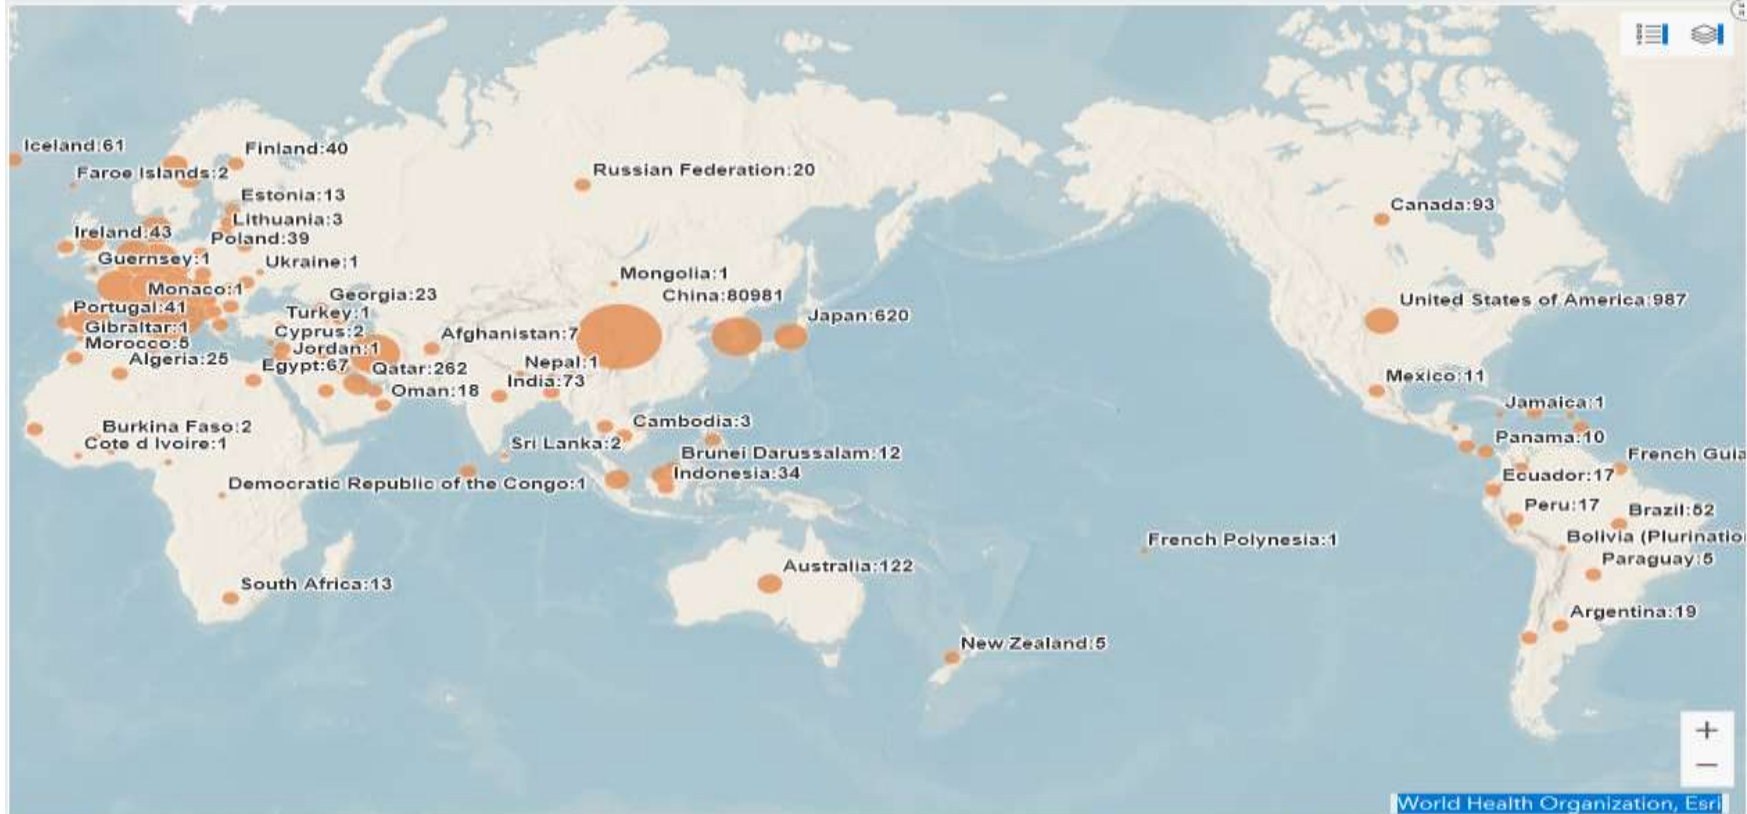 Iceland:61
Finland:40
Faroe Islands:2
Russian Federation:20
Estonia:13
Canada:93
Lithuania:3
Ireland:43
Poland:39
Guernsey:1
Ukraine:1
Mongolia:1
Monaco:1
Georgia:23
China:80981
United States of America:987
Portugal:41
Turkey:1
Japan:620
Gibraltar:1
Cyprus:2
Afghanistan:7
Morocco:5
Jordan:1
Algeria:25
Egypt:67
Qatar:262
Nepal:1
India:73
Mexico:11
Oman:18
Jamaica:1
Burkina Faso:2
Cambodia:3
Cote d Ivoire:1
Sri Lanka:2
Panama:10
Brunei Darussalam:12
French Guia
Indonesia:34
Ecuador:17
Democratic Republic of the Congo:1
Peru:17
Brazil:52
Bolivia (Plurinatio
French Polynesia:1
Paraguay:5
Australia:122
South Africa:13
Argentina:19
New Zealand:5
World Health Organization, Esri